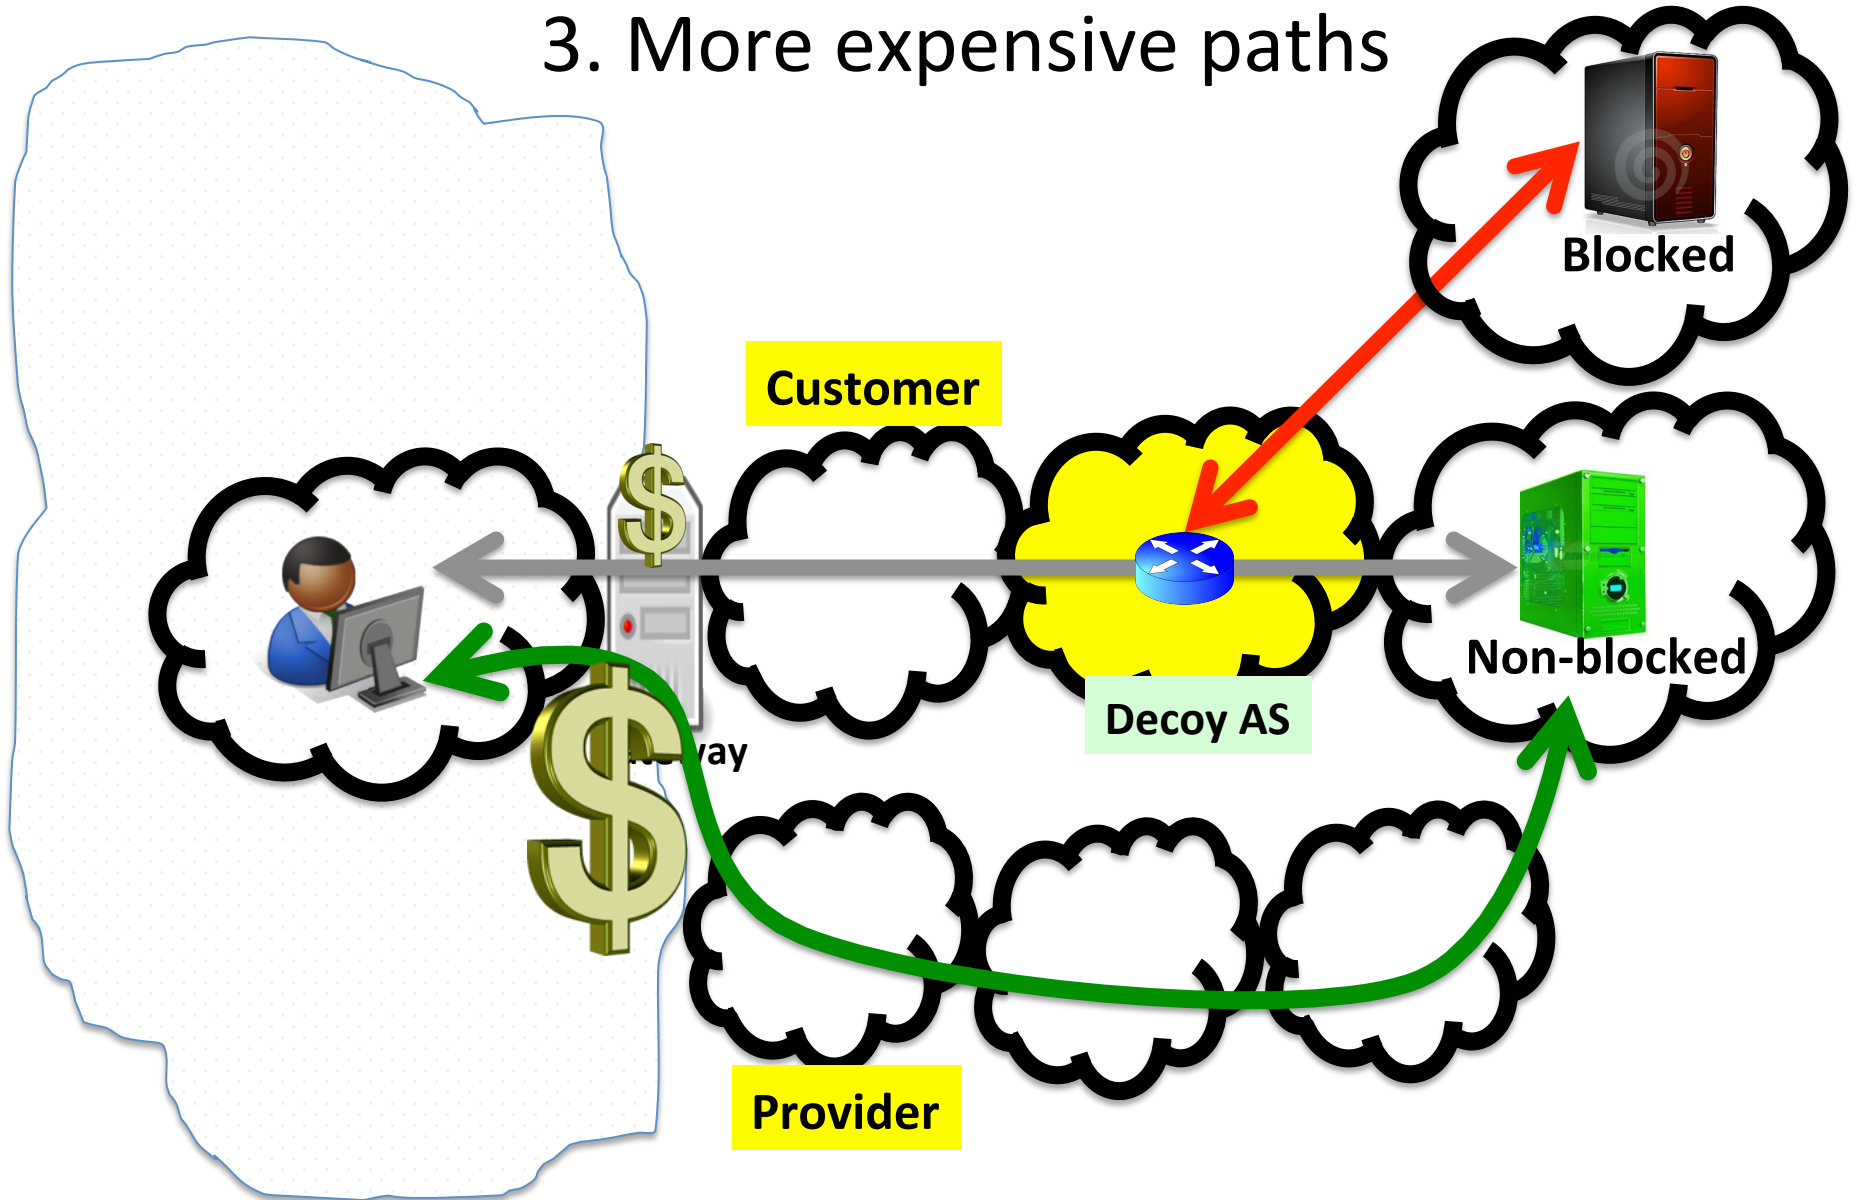 3. More expensive paths
Blocked
Customer
Non-blocked
Decoy AS
Provider